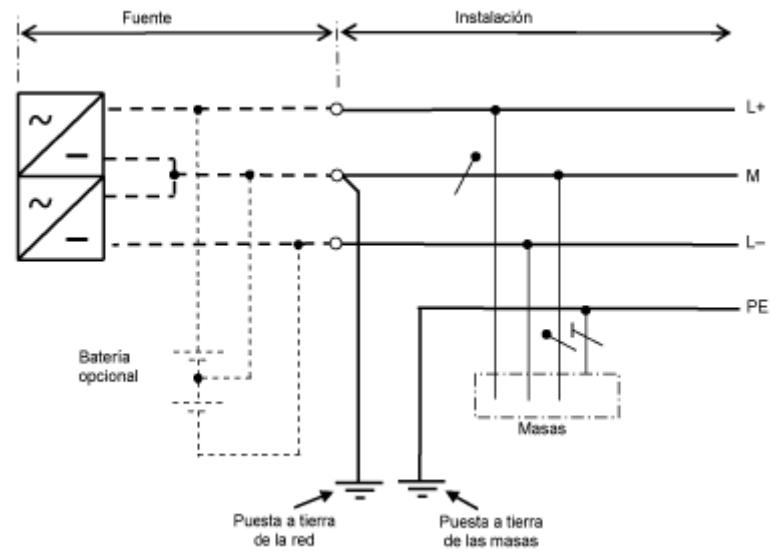 Fuente
Instalación
L+
M
L–
PE
Batería
opcional
Masas
Puesta a tierra
de la red
Puesta a tierra
de las masas